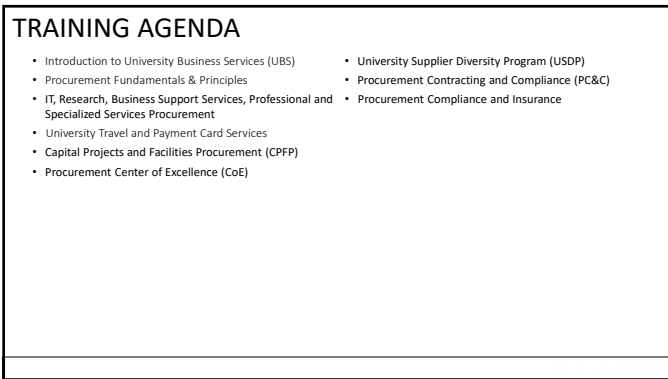 TRAINING AGENDA
• Introduction to University Business Services (UBS)
• Procurement Fundamentals & Principles
• IT, Research, Business Support Services, Professional and
Specialized Services Procurement
• University Travel and Payment Card Services
• Capital Projects and Facilities Procurement (CPFP)
• Procurement Center of Excellence (CoE)
• University Supplier Diversity Program (USDP)
• Procurement Contracting and Compliance (PC&C)
• Procurement Compliance and Insurance